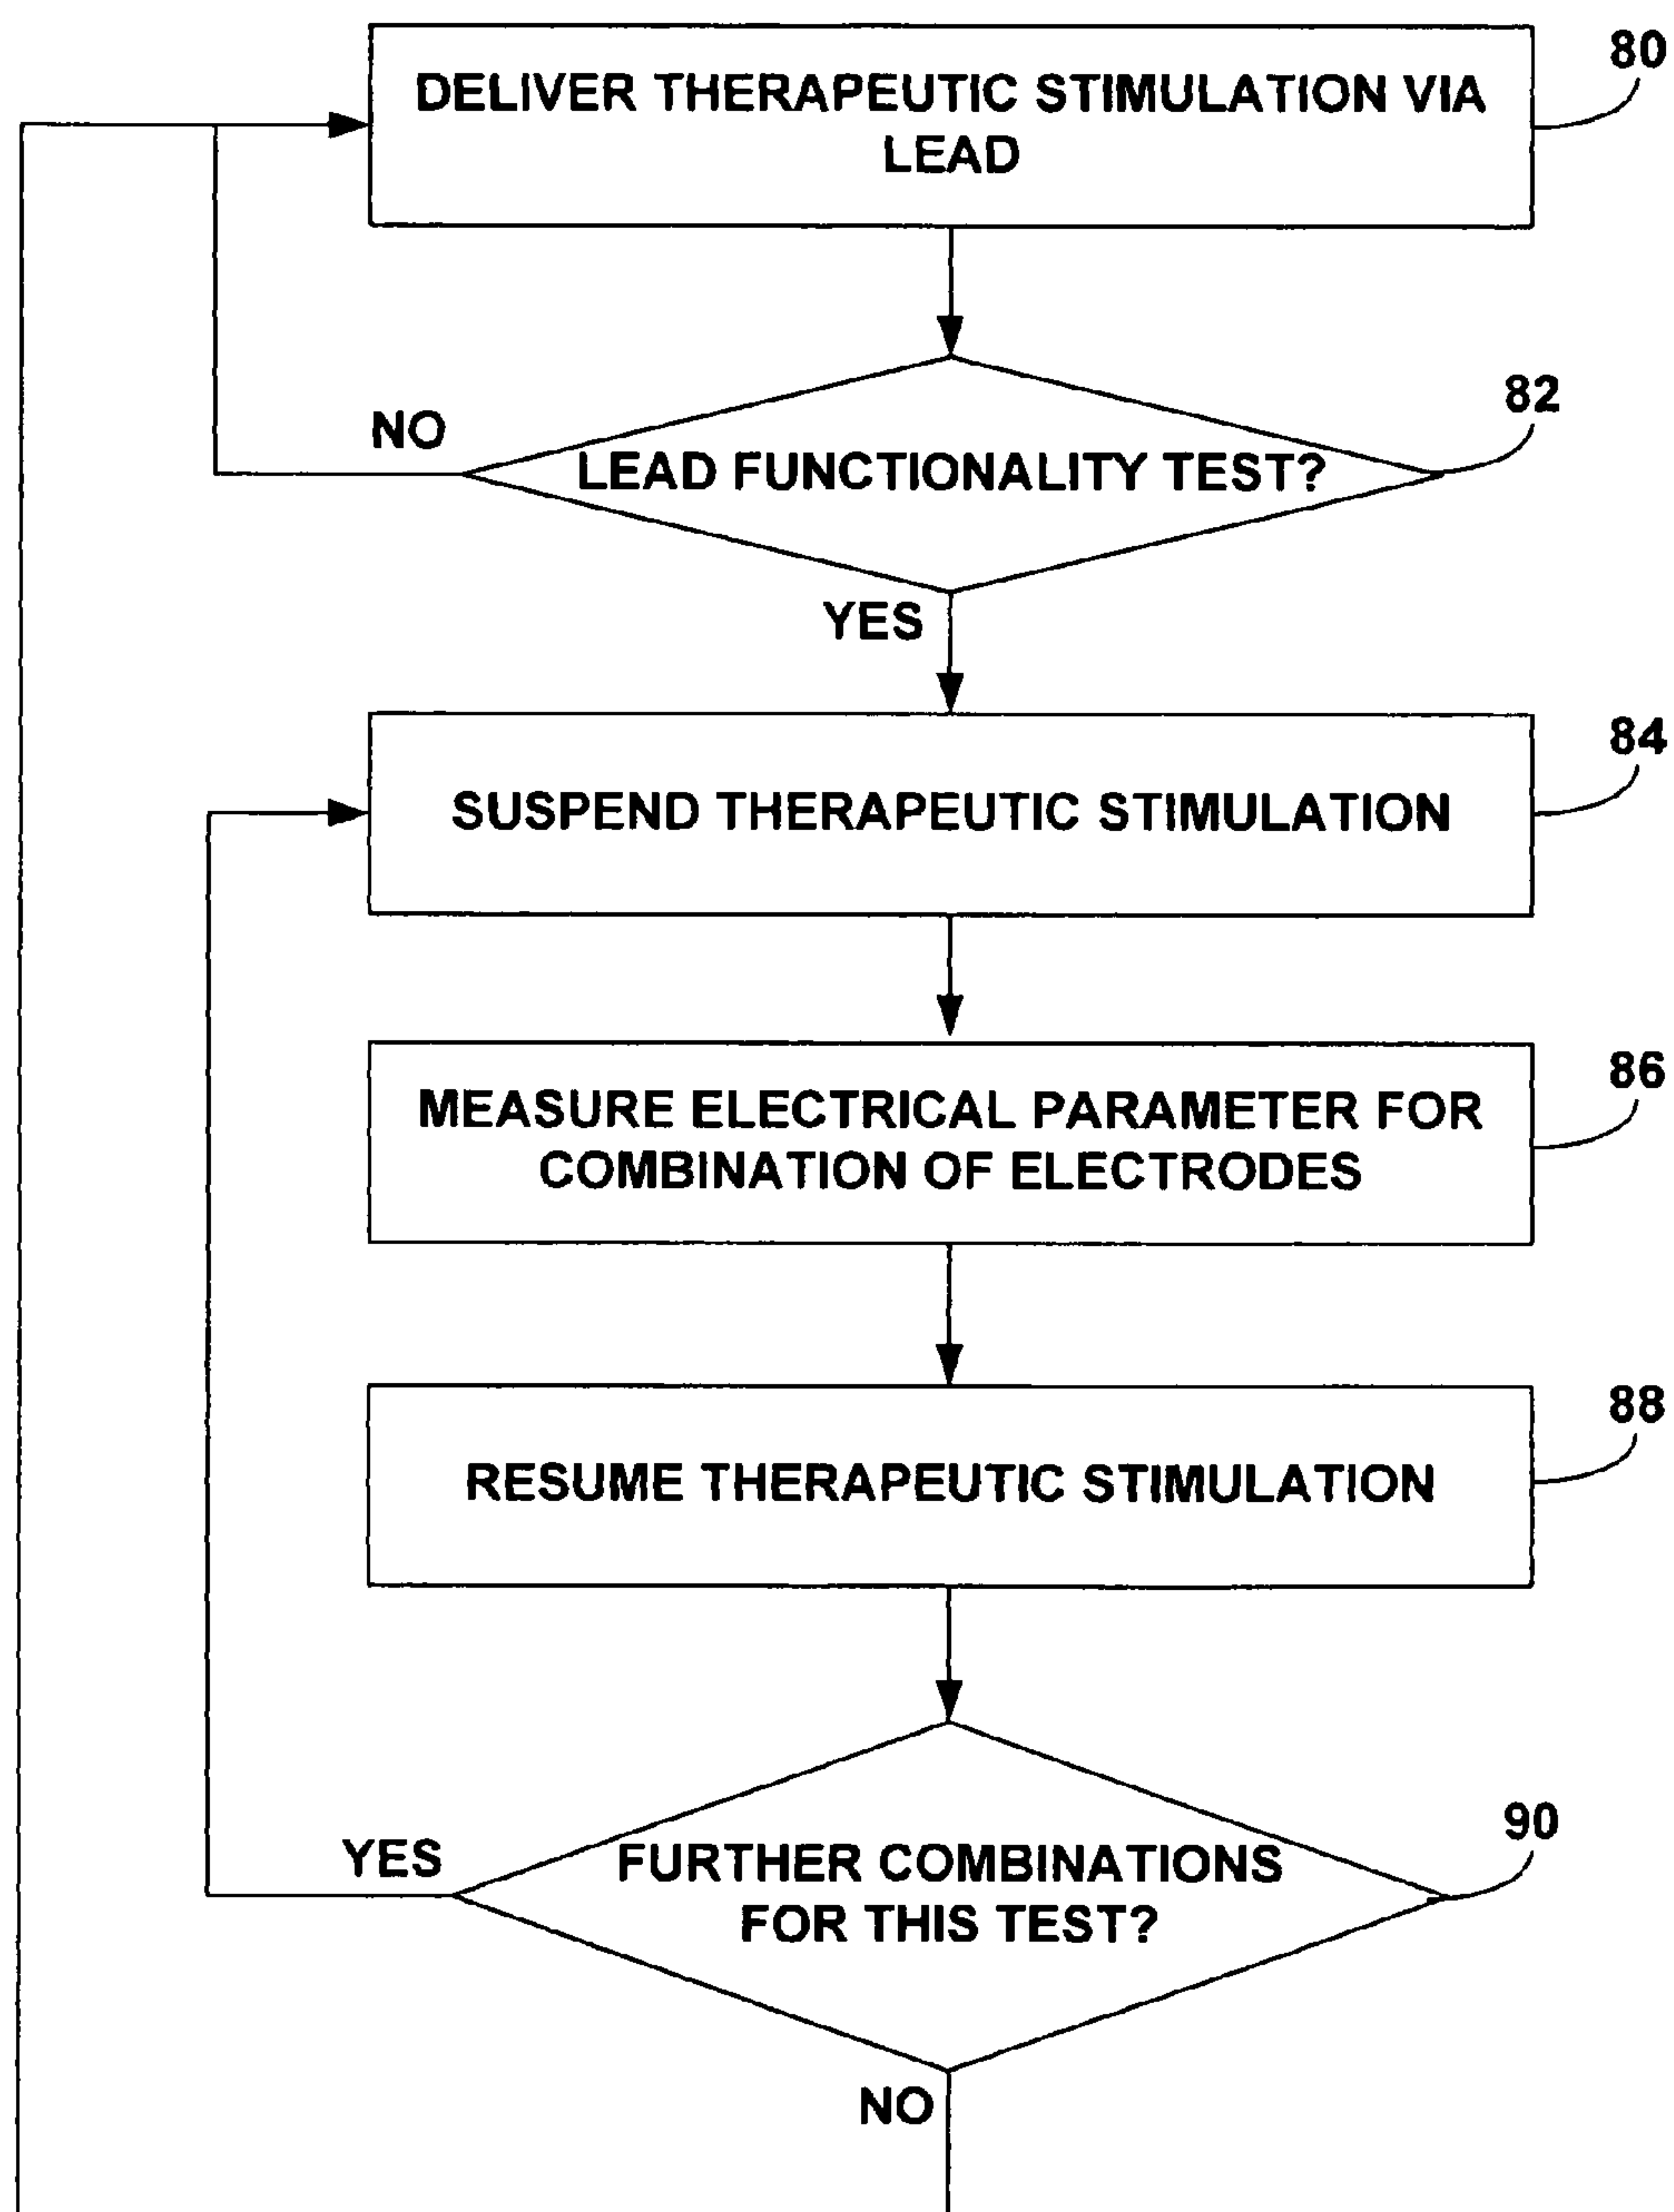 80
DELIVER THERAPEUTIC STIMULATION VIA
LEAD
82
NO
LEAD FUNCTIONALITY TEST?
YES
84
SUSPEND THERAPEUTIC STIMULATION
86
MEASURE ELECTRICAL PARAMETER FOR
COMBINATION OF ELECTRODES
88
RESUME THERAPEUTIC STIMULATION
90
YES
FURTHER COMBINATIONS
FOR THIS TEST?
NO